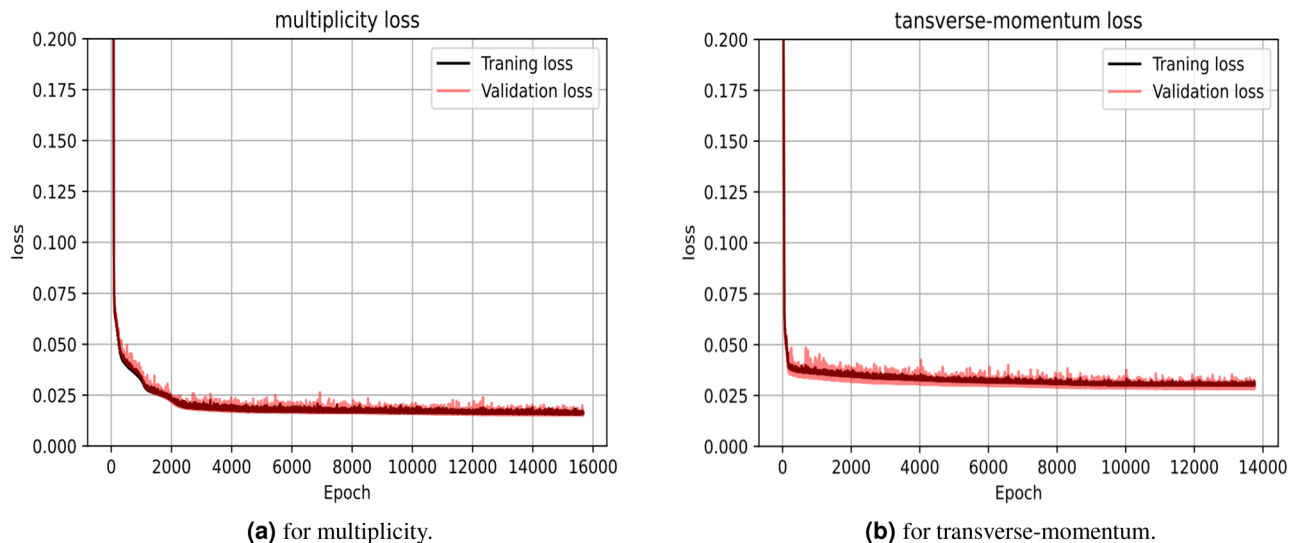 multiplicity loss
0.200
0.175
0.150
0.125
0.100
0.075
0.050
0.025
0.000
loss
Traning loss
Validation loss
0 2000 4000 6000 8000 10000 12000 14000 16000
Epoch
(a) for multiplicity.
tansverse-momentum loss
0.200
0.175
0.150
0.125
0.100
0.075
0.050
0.025
0.000
loss
Traning loss
Validation loss
0 2000 4000 6000 8000 10000 12000 14000
Epoch
(b) for transverse-momentum.